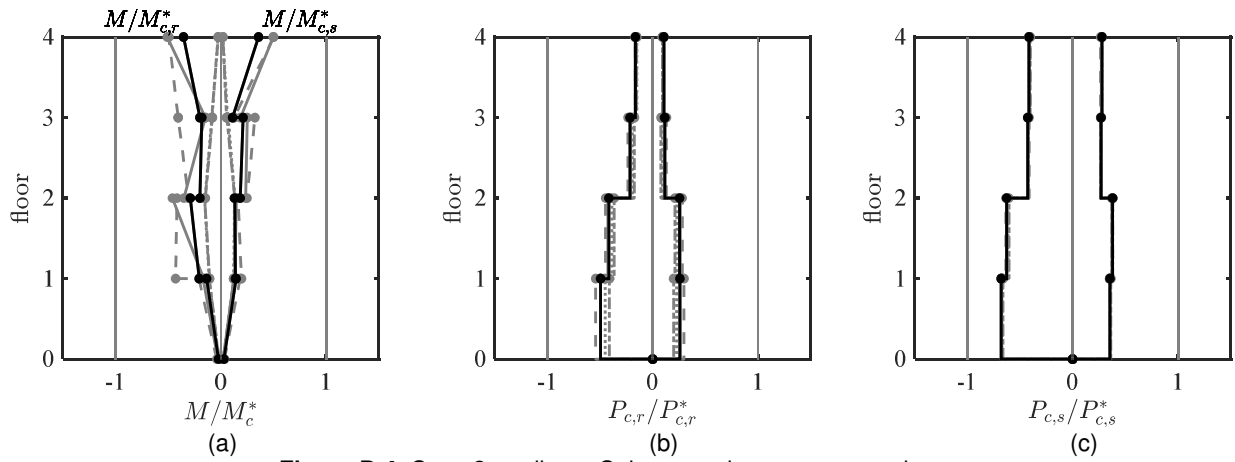 M/M*c,r M/M*c,s
4 4 4
3 3 3
floor floor floor
2 2 2
1 1 1
0 0 0
-1 0 1 -1 0 1 -1 0 1
M/M*c Pc,r/P*c,r Pc,s/P*c,s
(a) (b) (c)